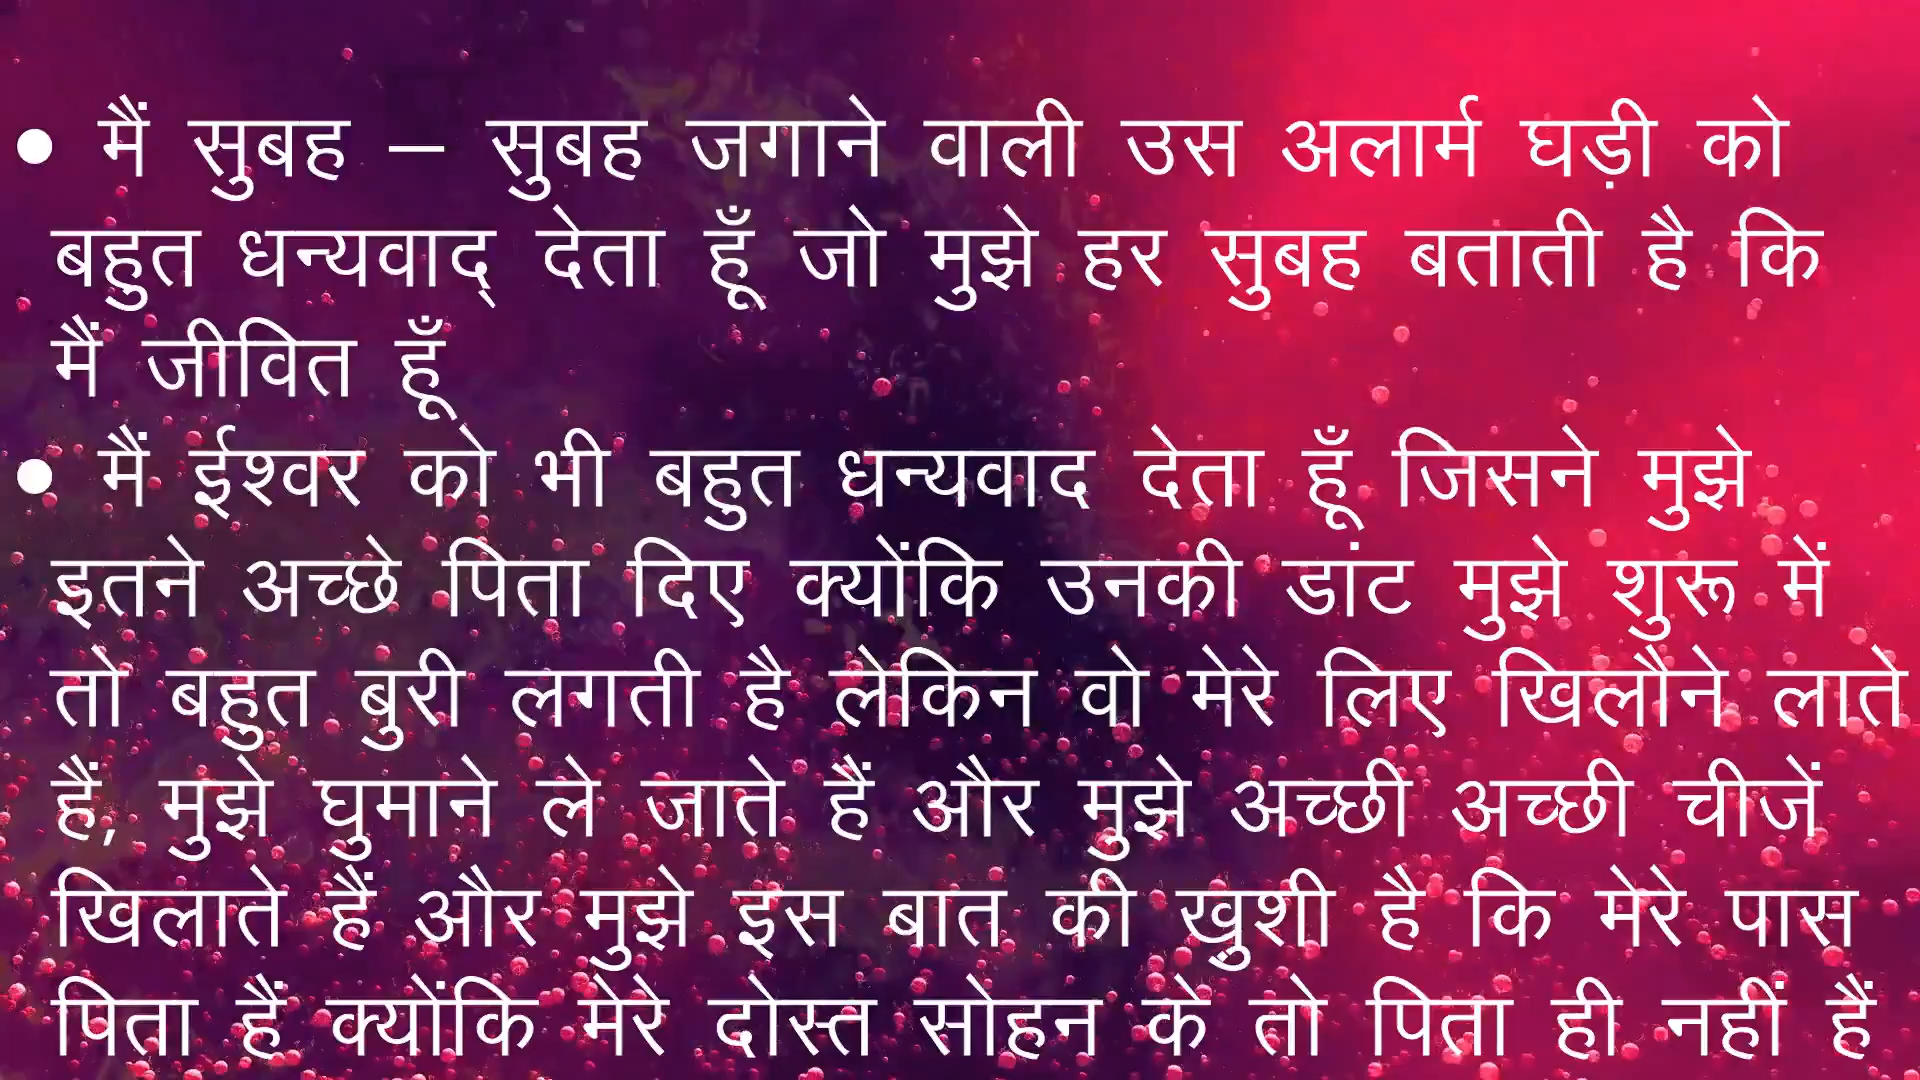 • मैं सुबह – सुबह जगाने वाली उस अलार्म घड़ी को
बहुत धन्यवाद् देता हूँ जो मुझे हर सुबह बताती है कि
मैं जीवित हूँ
• मैं ईश्वर को भी बहुत धन्यवाद देता हूँ जिसने मुझे
इतने अच्छे पिता दिए क्योंकि उनकी डांट मुझे शुरू में
तो बहुत बुरी लगती है लेकिन वो मेरे लिए खिलौने लाते
हैं, मुझे घुमाने ले जाते हैं और मुझे अच्छी अच्छी चीजें
खिलाते हैं और मुझे इस बात की खुशी है कि मेरे पास
पिता हैं क्योंकि मेरे दोस्त सोहन के तो पिता ही नहीं हैं